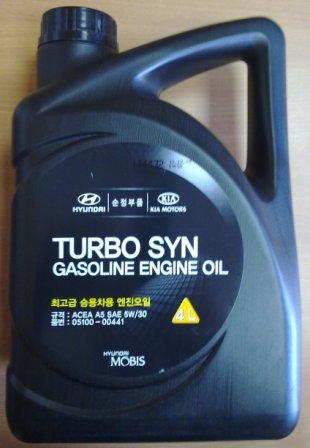 HYUNDAI
순정부품
KIA
KIA MOTORS
TURBO SYN
GASOLINE ENGINE OIL
최고급 승용차용 엔진오일
규격 : ACEA A5 SAE 5W/30
품번 : 05100-00441
4L
HYUNDAI
MOBIS